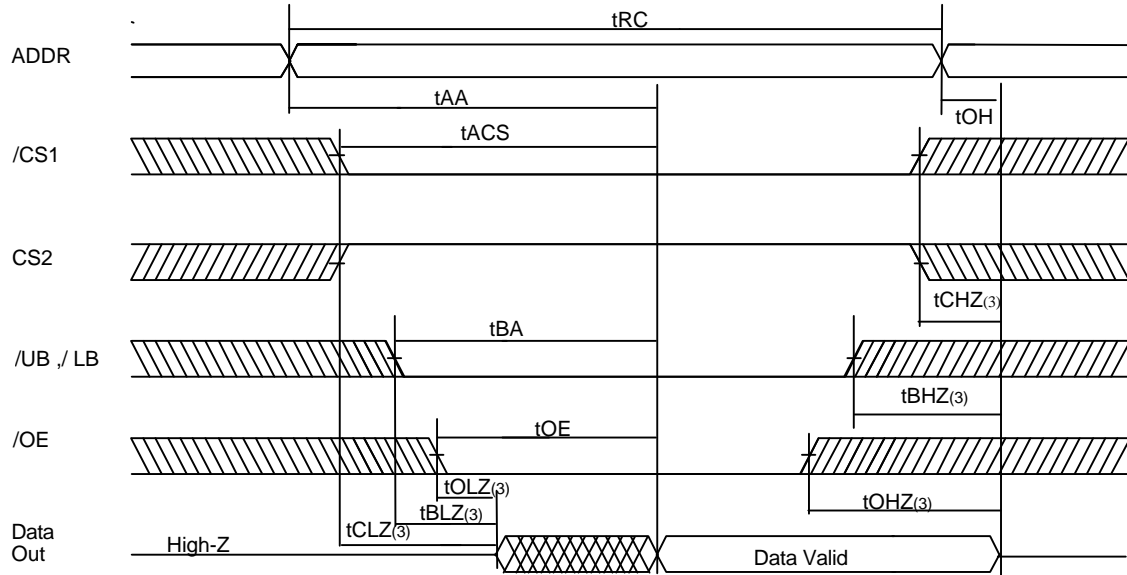 tRC
ADDR
tAA
tOH
tACS
/CS1
CS2
tCHZ(3)
tBA
/UB ,/ LB
tBHZ(3)
tOE
/OE
tOLZ(3)
tOHZ(3)
tBLZ(3)
tCLZ(3)
Data
Out
High-Z
Data Valid